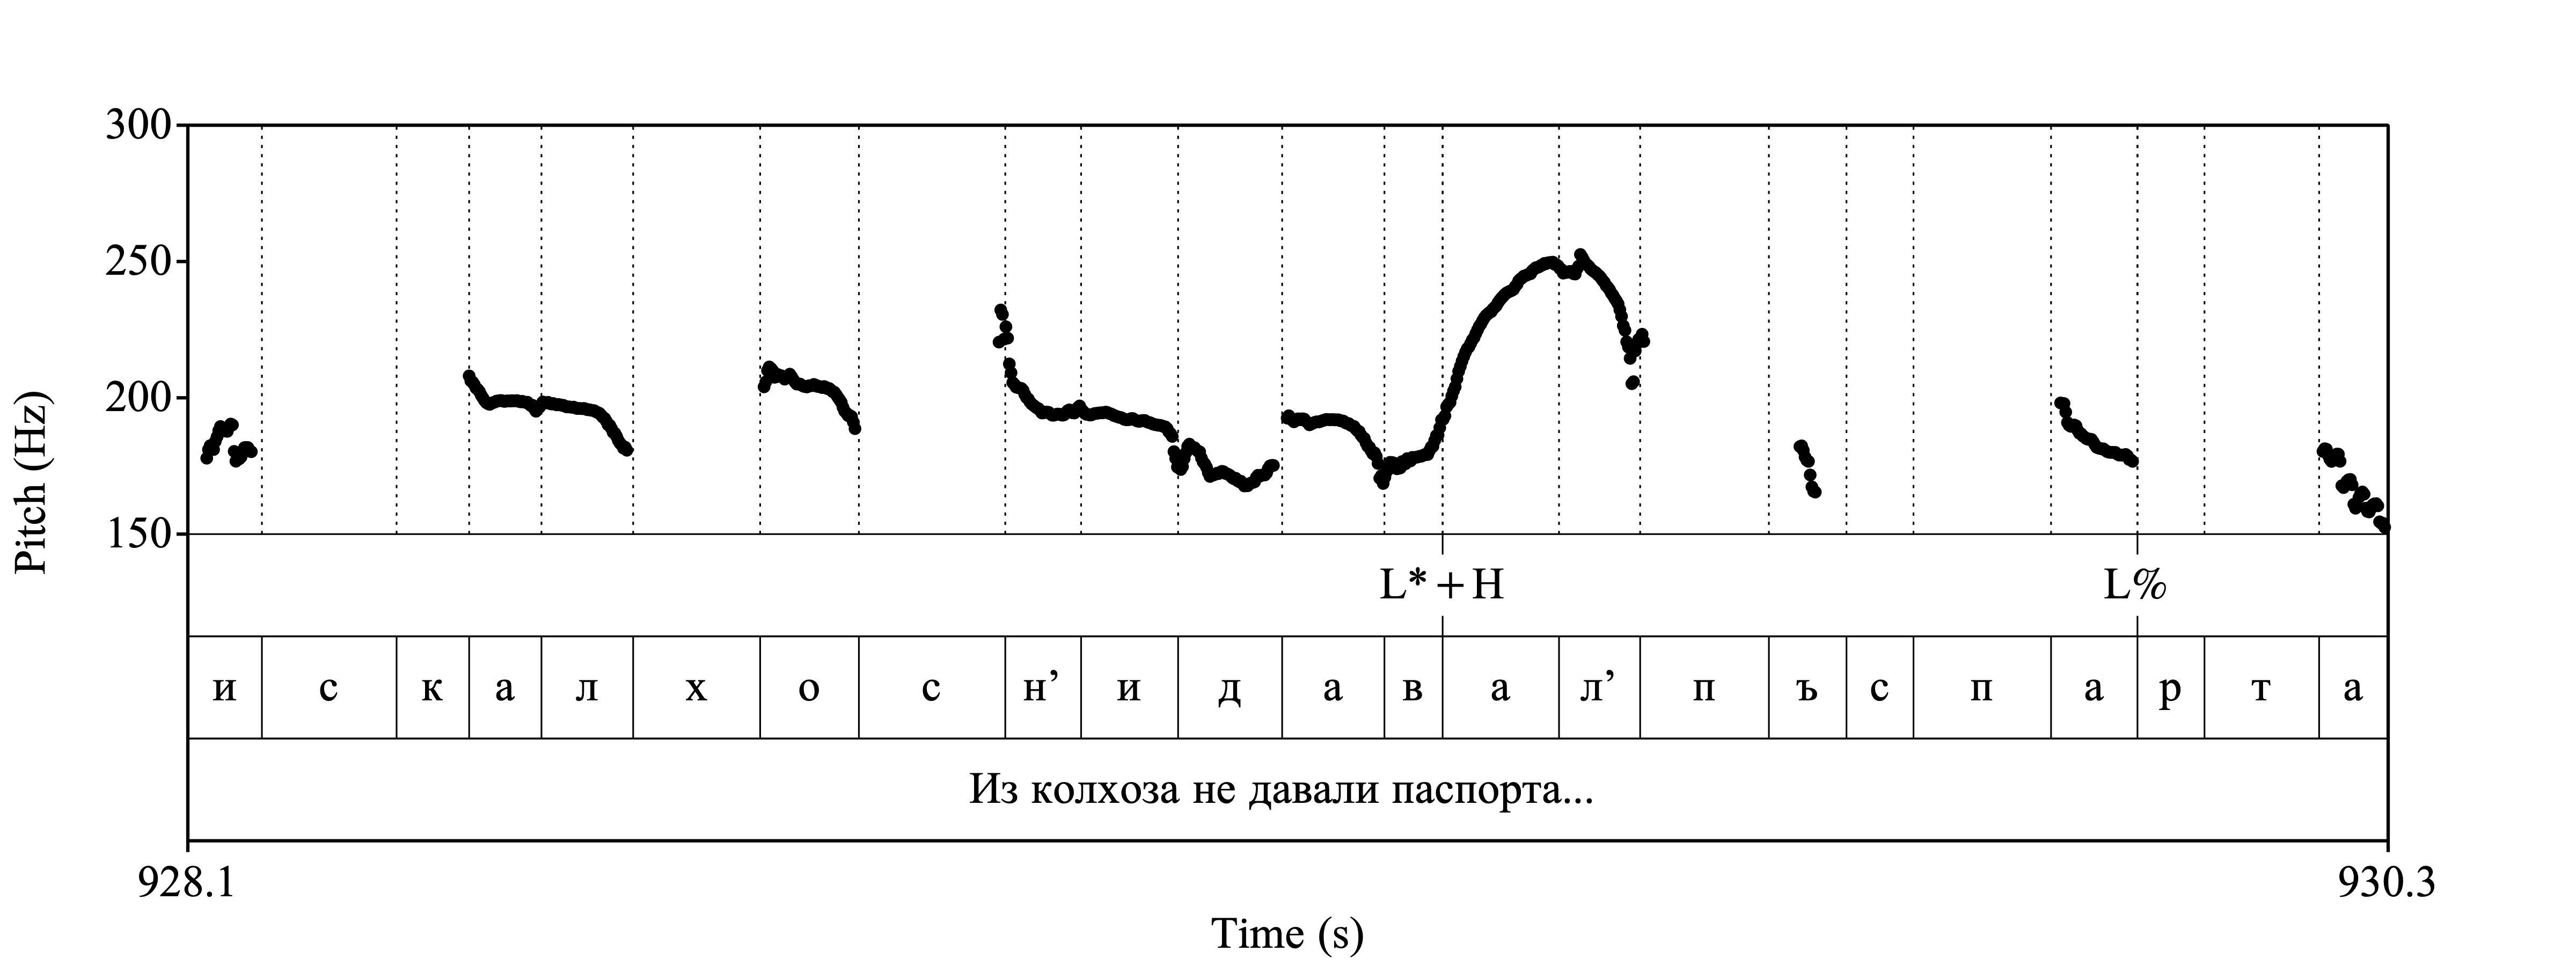 300
250
200
150
Pitch (Hz)
L*+H L%
и с к а л х о с н’ и д а в а л’ п ъ с п а р т а
Из колхоза не давали паспорта...
928.1 930.3
Time (s)